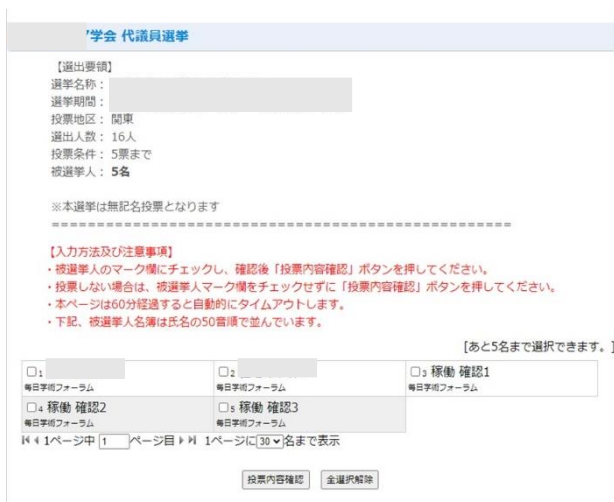 学会 代議員選挙
【選出要領】
選挙名称：
選挙期間：
投票地区： 関東
選出人数： 16人
投票条件： 5票まで
被選挙人： 5名
※本選挙は無記名投票となります
==================================================
【入力方法及び注意事項】
・被選挙人のマーク欄にチェックし、確認後「投票内容確認」ボタンを押してください。
・投票しない場合は、被選挙人マーク欄をチェックせずに「投票内容確認」ボタンを押してください。
・本ページは60分経過すると自動的にタイムアウトします。
・下記、被選挙人名簿は氏名の50音順で並んでいます。
[あと5名まで選択できます。]
1 2 3 稼働 確認1
毎日学術フォーラム 毎日学術フォーラム 毎日学術フォーラム
4 稼働 確認2 5 稼働 確認3
毎日学術フォーラム 毎日学術フォーラム
1ページ中 1 ページ目 1ページに 30 名まで表示
投票内容確認 全選択解除